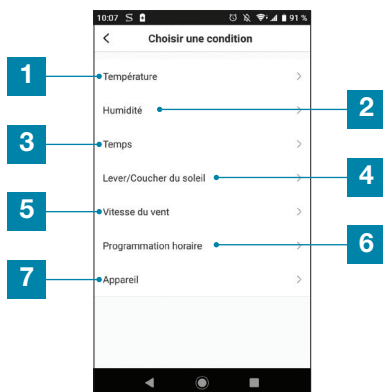 10:07 S 91 %
Choisir une condition
1 Température
Humidité 2
3 Temps
Lever/Coucher du soleil 4
5 Vitesse du vent
Programmation horaire 6
7 Appareil